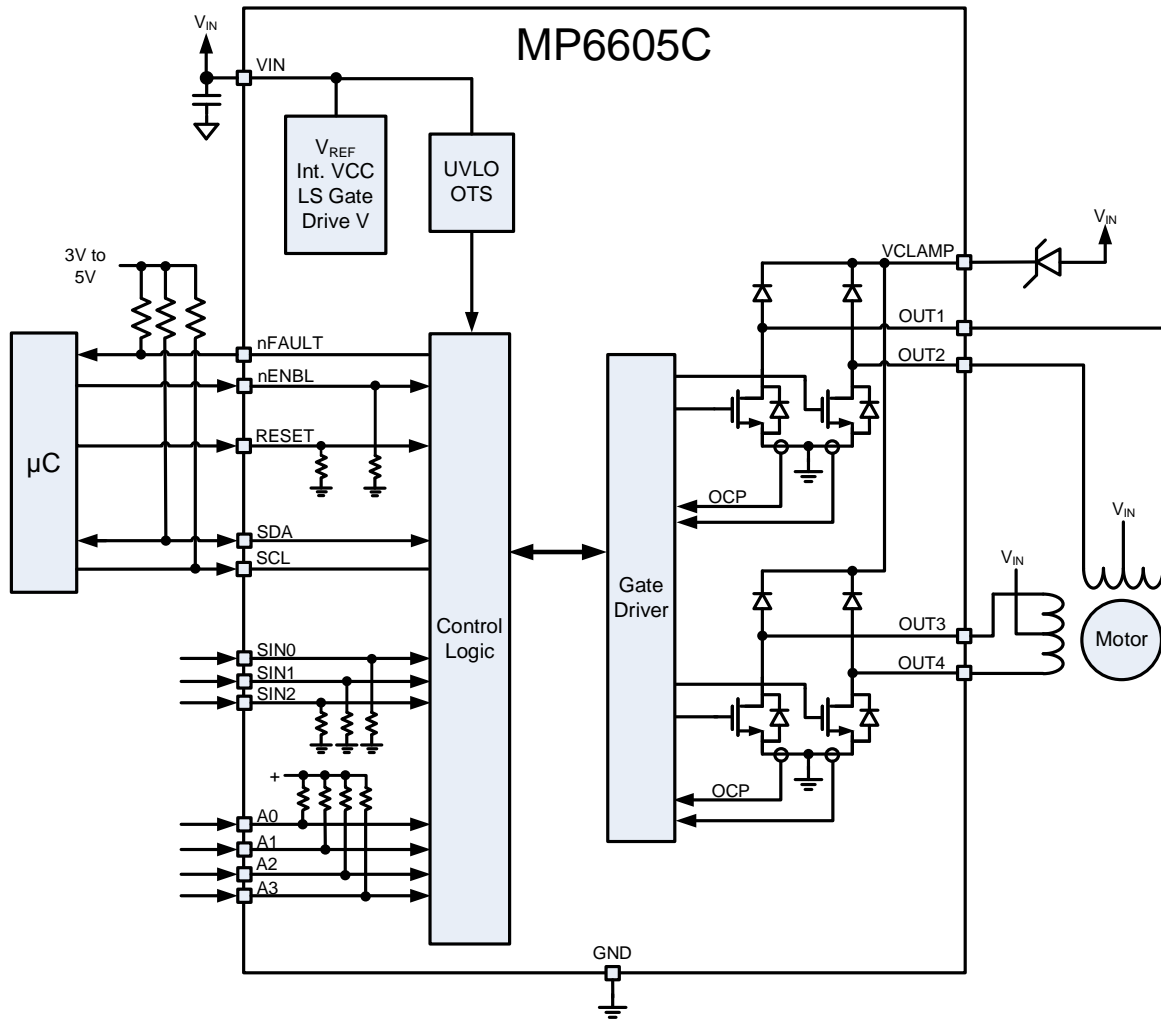 MP6605C
VIN
VIN
VREF
Int. VCC
LS Gate
Drive V
UVLO
OTS
3V to
5V
VIN
VCLAMP
OUT1
OUT2
nFAULT
nENBL
RESET
µC
SDA
SCL
OCP
Gate
Driver
Control
Logic
VIN
VIN
OUT3
OUT4
Motor
SIN0
SIN1
SIN2
OCP
+
A0
A1
A2
A3
GND